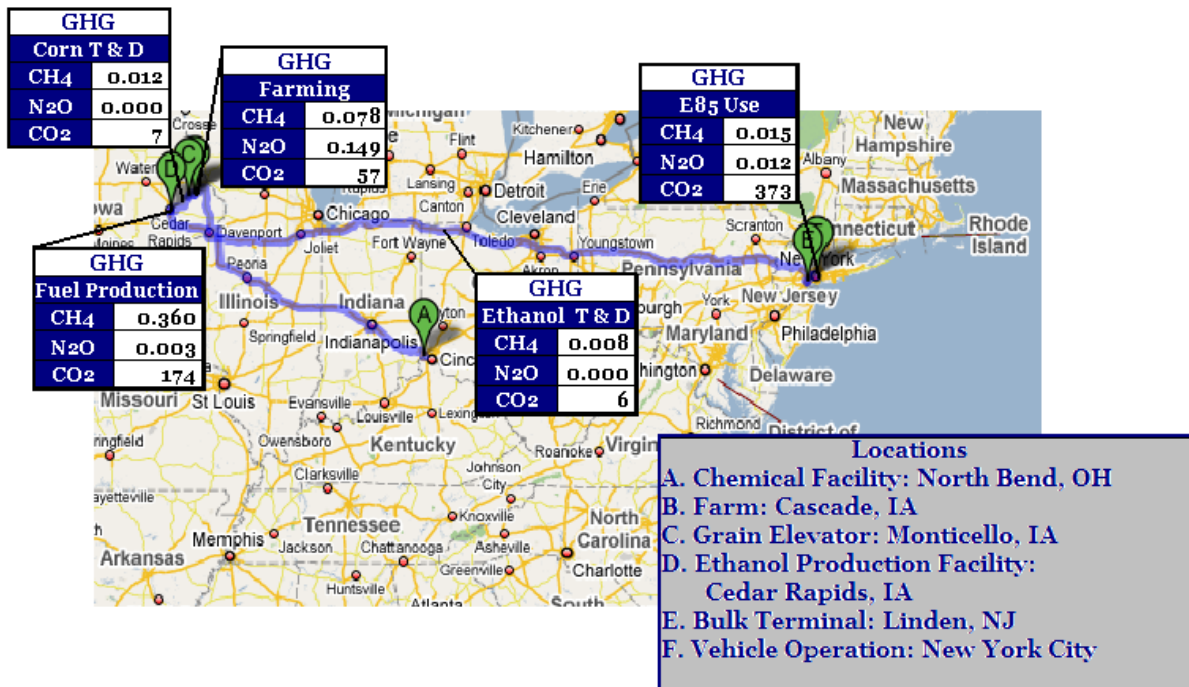 GHG
Corn T & D
CH4 0.012
N2O 0.000
CO2 7
GHG
Farming
CH4 0.078
N2O 0.149
CO2 57
GHG
E85 Use
CH4 0.015
N2O 0.012
CO2 373
GHG
Fuel Production
CH4 0.360
N2O 0.003
CO2 174
GHG
Ethanol T & D
CH4 0.008
N2O 0.000
CO2 6
Crosse
Kitchener
Flint
Hamilton
Lansing
Detroit
Erie
Canton
Cleveland
Chicago
Albany
New
Hampshire
Massachusetts
Rhode
Island
Scranton
Cedar
Rapids
Davenport
Joliet
Fort Wayne
Toledo
Akron
Youngstown
Pennsylvania
New Jersey
Peoria
Illinois
Indiana
York
Philadelphia
Maryland
Delaware
Springfield
Indianapolis
Missouri
St Louis
Evansville
Louisville
Richmond
District of
Owensboro
Kentucky
Roanoke
Clarksville
Johnson
City
Tennessee
Knoxville
North
Carolina
Memphis
Jackson
Chattanooga
Asheville
Arkansas
Greenville
Charlotte
Huntsville
Atlanta
South
A
C
D
E
Locations
A. Chemical Facility: North Bend, OH
B. Farm: Cascade, IA
C. Grain Elevator: Monticello, IA
D. Ethanol Production Facility:
Cedar Rapids, IA
E. Bulk Terminal: Linden, NJ
F. Vehicle Operation: New York City